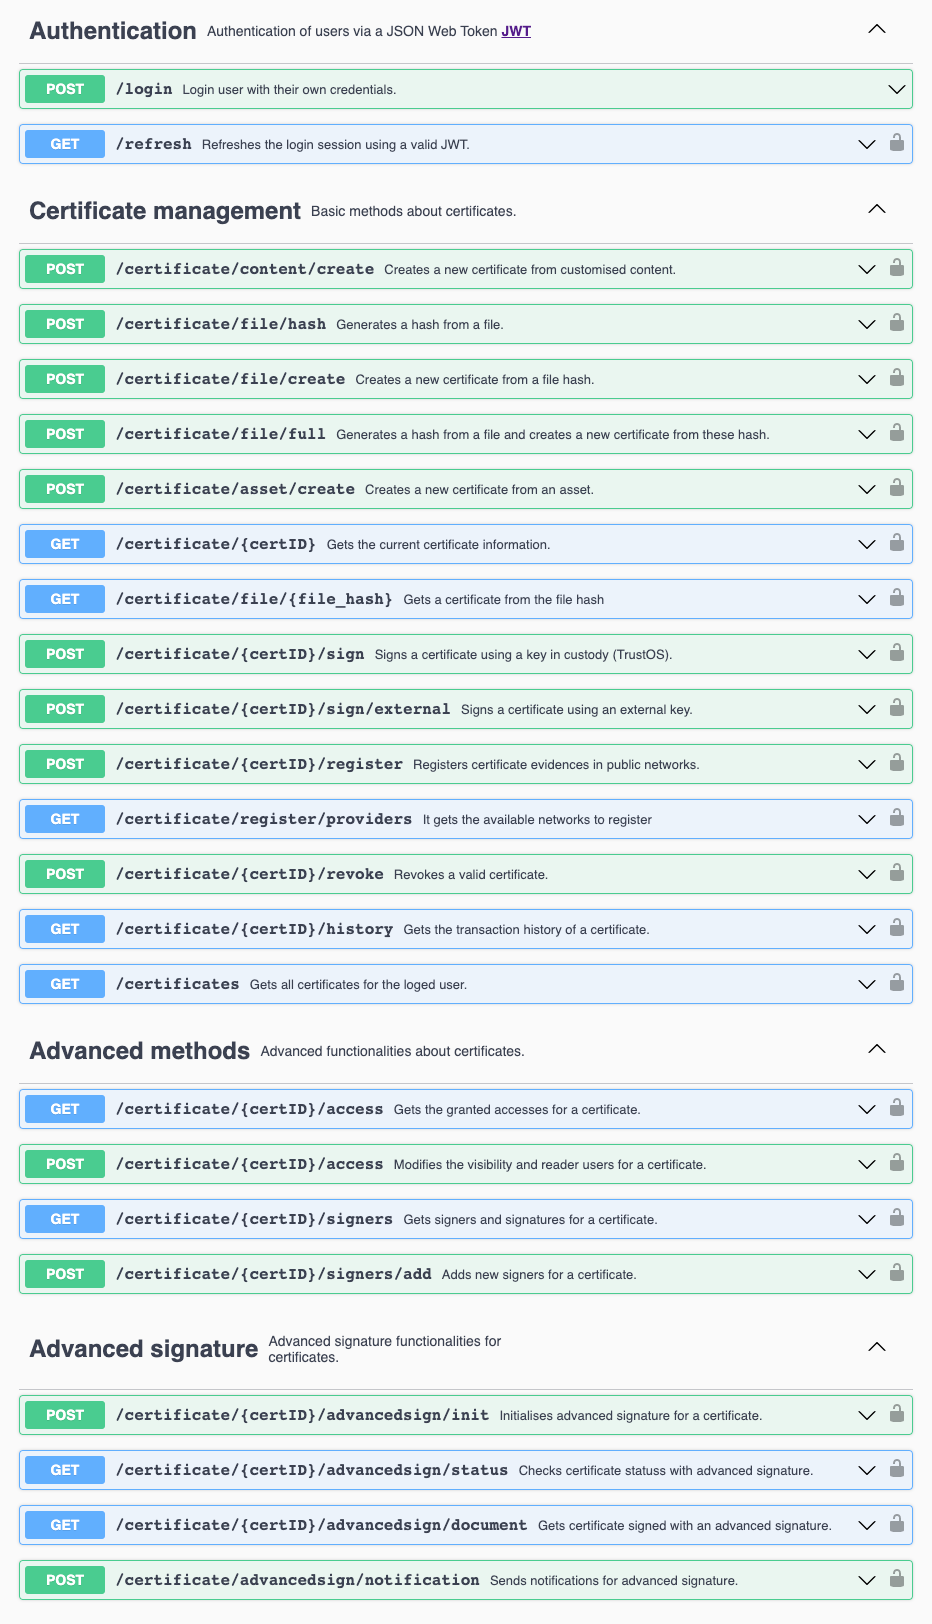 Authentication Authentication of users via a JSON Web Token JWT
POST /login Login user with their own credentials.
GET /refresh Refreshes the login session using a valid JWT.
Certificate management Basic methods about certificates.
POST /certificate/content/create Creates a new certificate from customised content.
POST /certificate/file/hash Generates a hash from a file.
POST /certificate/file/create Creates a new certificate from a file hash.
POST /certificate/file/full Generates a hash from a file and creates a new certificate from these hash.
POST /certificate/asset/create Creates a new certificate from an asset.
GET /certificate/{certID} Gets the current certificate information.
GET /certificate/file/{file_hash} Gets a certificate from the file hash
POST /certificate/{certID}/sign Signs a certificate using a key in custody (TrustOS).
POST /certificate/{certID}/sign/external Signs a certificate using an external key.
POST /certificate/{certID}/register Registers certificate evidences in public networks.
GET /certificate/register/providers It gets the available networks to register
POST /certificate/{certID}/revoke Revokes a valid certificate.
GET /certificate/{certID}/history Gets the transaction history of a certificate.
GET /certificates Gets all certificates for the loged user.
Advanced methods Advanced functionalities about certificates.
GET /certificate/{certID}/access Gets the granted accesses for a certificate.
POST /certificate/{certID}/access Modifies the visibility and reader users for a certificate.
GET /certificate/{certID}/signers Gets signers and signatures for a certificate.
POST /certificate/{certID}/signers/add Adds new signers for a certificate.
Advanced signature Advanced signature functionalities for
certificates.
POST /certificate/{certID}/advancedsign/init Initialises advanced signature for a certificate.
GET /certificate/{certID}/advancedsign/status Checks certificate statuss with advanced signature.
GET /certificate/{certID}/advancedsign/document Gets certificate signed with an advanced signature.
POST /certificate/advancedsign/notification Sends notifications for advanced signature.